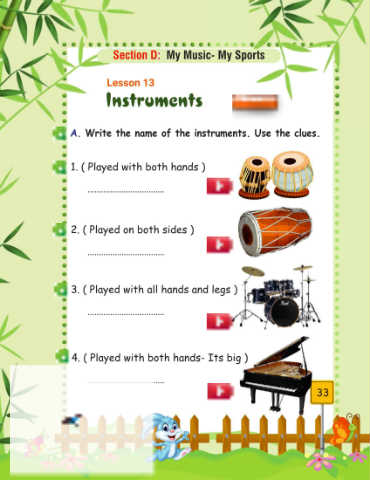 Section D: My Music- My Sports
Lesson 13
Instruments
A. Write the name of the instruments. Use the clues.
1. ( Played with both hands )
................................
2. ( Played on both sides )
................................
3. ( Played with all hands and legs )
................................
4. ( Played with both hands- Its big )
................................
33